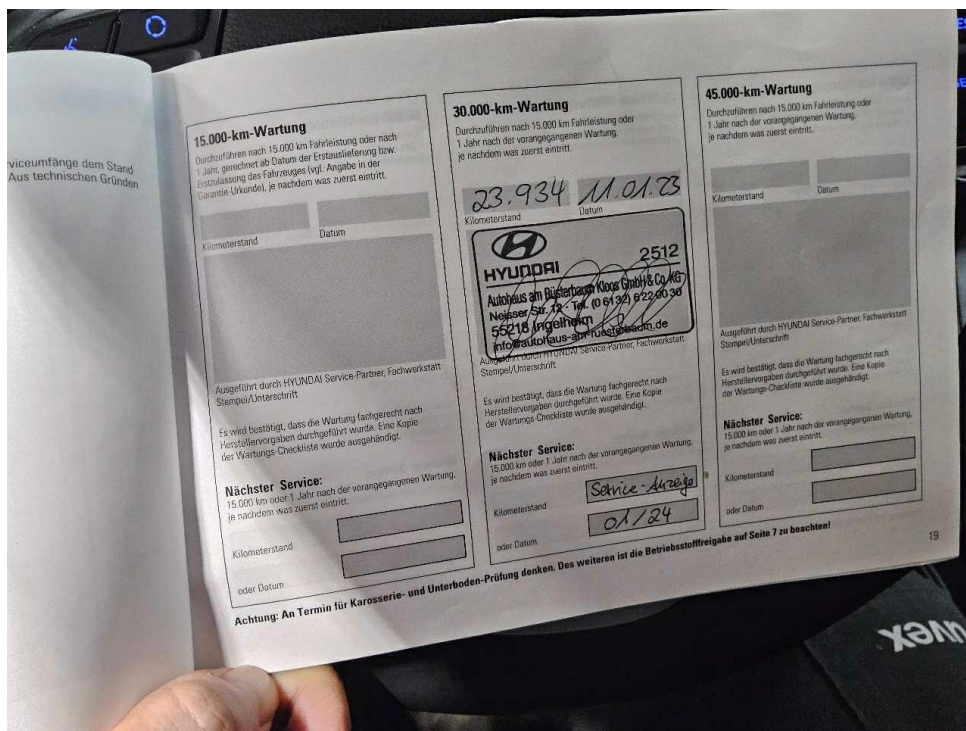 rviceumfänge dem Stand
Aus technischen Gründen
15.000-km-Wartung
Durchzuführen nach 15.000 km Fahrleistung oder nach
1 Jahr, gerechnet ab Datum der Erstauslieferung bzw.
Erstzulassung des Fahrzeuges (vgl. Angabe in der
Garantie-Urkunde), je nachdem was zuerst eintritt.
Kilometerstand
Datum
Ausgeführt durch HYUNDAI Service-Partner, Fachwerkstatt
Stempel/Unterschrift
Es wird bestätigt, dass die Wartung fachgerecht nach
Herstellervorgaben durchgeführt wurde. Eine Kopie
der Wartungs-Checkliste wurde ausgehändigt.
Nächster Service:
15.000 km oder 1 Jahr nach der vorangegangenen Wartung,
je nachdem was zuerst eintritt.
Kilometerstand
oder Datum
30.000-km-Wartung
Durchzuführen nach 15.000 km Fahrleistung oder
1 Jahr nach der vorangegangenen Wartung,
je nachdem was zuerst eintritt.
23.934 11.01.23
Kilometerstand
Datum
HYUNDAI 2512
Autohaus am Rüsterbaum Kloos GmbH & Co. KG
Neisser Str. 12 - Tel. (0 61 32) 6 22 00 30
55218 Ingelheim
info@autohaus-am-ruesterbaum.de
Ausgeführt durch HYUNDAI Service-Partner, Fachwerkstatt
Stempel/Unterschrift
Es wird bestätigt, dass die Wartung fachgerecht nach
Herstellervorgaben durchgeführt wurde. Eine Kopie
der Wartungs-Checkliste wurde ausgehändigt.
Nächster Service:
15.000 km oder 1 Jahr nach der vorangegangenen Wartung,
je nachdem was zuerst eintritt.
Service-Anzeige
Kilometerstand
01/24
oder Datum
45.000-km-Wartung
Durchzuführen nach 15.000 km Fahrleistung oder
1 Jahr nach der vorangegangenen Wartung,
je nachdem was zuerst eintritt.
Kilometerstand
Datum
Ausgeführt durch HYUNDAI Service-Partner, Fachwerkstatt
Stempel/Unterschrift
Es wird bestätigt, dass die Wartung fachgerecht nach
Herstellervorgaben durchgeführt wurde. Eine Kopie
der Wartungs-Checkliste wurde ausgehändigt.
Nächster Service:
15.000 km oder 1 Jahr nach der vorangegangenen Wartung,
je nachdem was zuerst eintritt.
Kilometerstand
oder Datum
Achtung: An Termin für Karosserie- und Unterboden-Prüfung denken. Des weiteren ist die Betriebsstofffreigabe auf Seite 7 zu beachten!
19
uvex